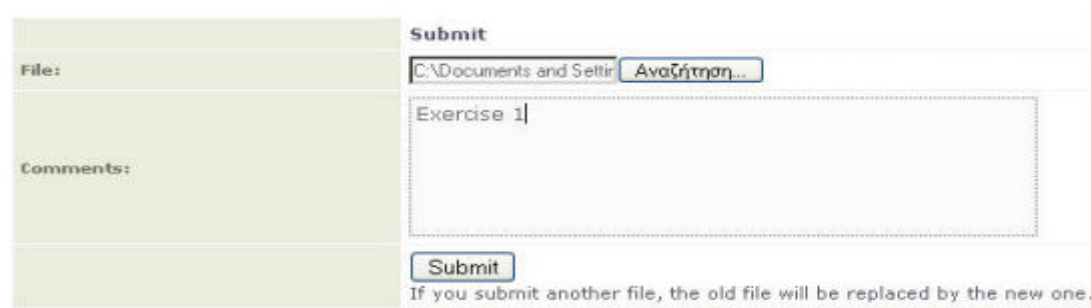 Submit
File: C:\Documents and Settir Αναζήτηση...
Comments: Exercise 1
Submit
If you submit another file, the old file will be replaced by the new one.